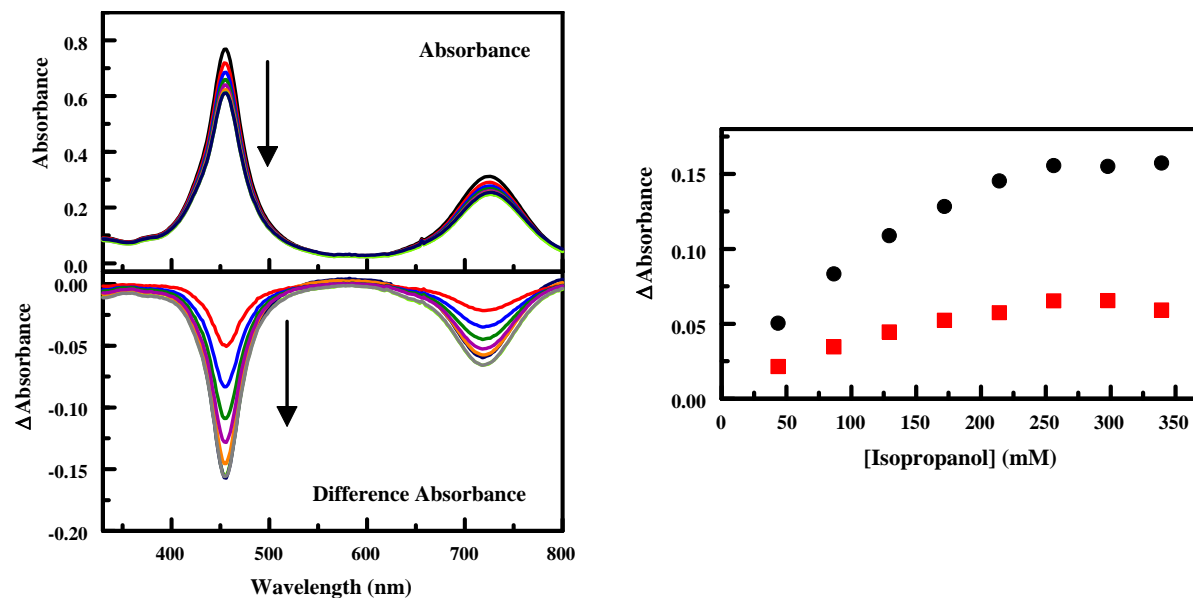 Absorbance
0.8
0.6
0.4
0.2
0.0
Absorbance
0.00
-0.05
-0.10
-0.15
-0.20
Δ Absorbance
Difference Absorbance
400 500 600 700 800
Wavelength (nm)
0.15
0.10
0.05
0.00
Δ Absorbance
0 50 100 150 200 250 300 350
[Isopropanol] (mM)